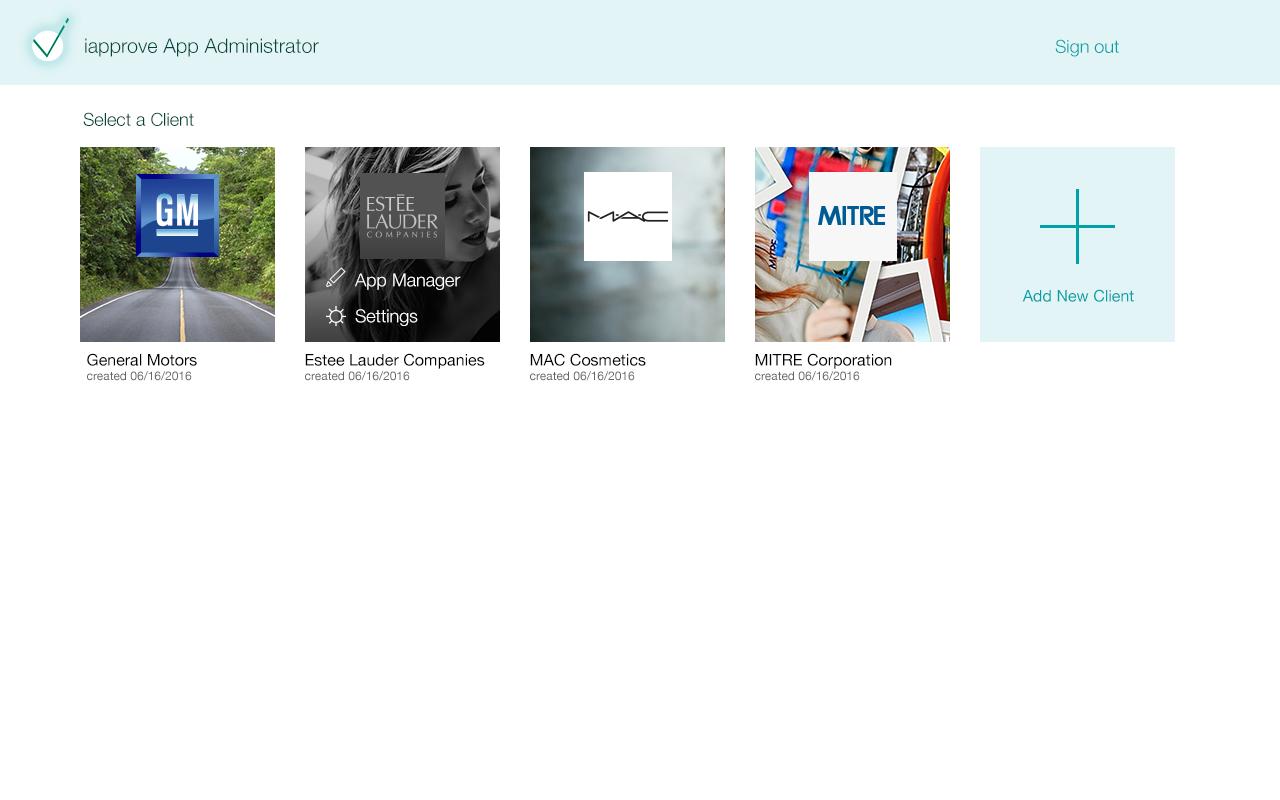 iapprove App Administrator
Sign out
Select a Client
GM
ESTĒE
LAUDER
COMPANIES
App Manager
Settings
MAC
MITRE
MITRE
Add New Client
General Motors
created 06/16/2016
Estee Lauder Companies
created 06/16/2016
MAC Cosmetics
created 06/16/2016
MITRE Corporation
created 06/16/2016